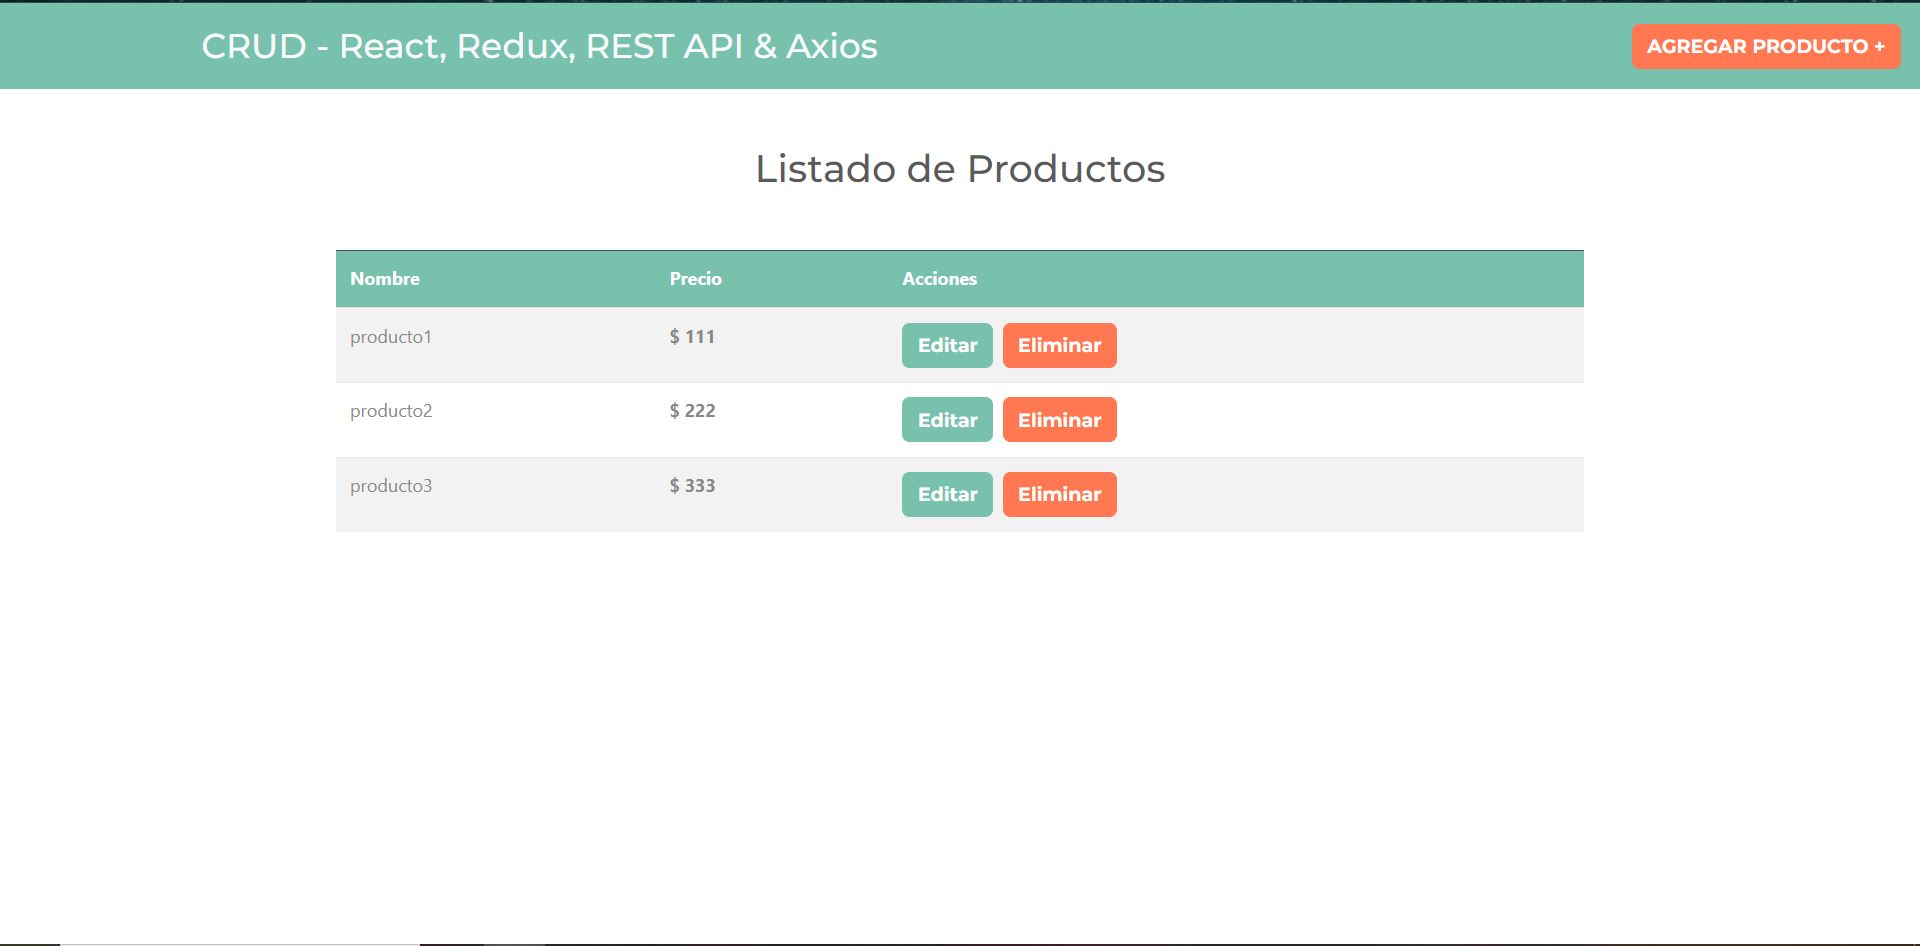 CRUD - React, Redux, REST API & Axios AGREGAR PRODUCTO +
Listado de Productos
Nombre Precio Acciones
producto1 $ 111 Editar Eliminar
producto2 $ 222 Editar Eliminar
producto3 $ 333 Editar Eliminar